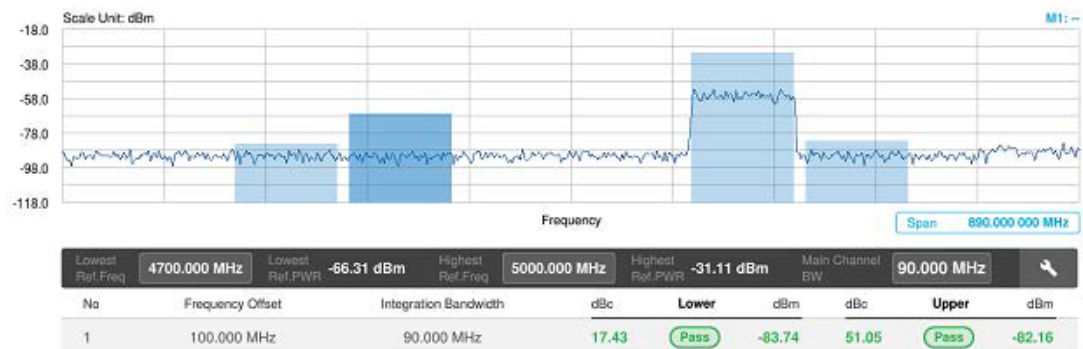 Scale Unit: dBm M1: --
-18.0
-38.0
-58.0
-78.0
-98.0
-118.0
Frequency
Span 890.000 000 MHz
Lowest Ref.Freq 4700.000 MHz Lowest Ref.PWR -66.31 dBm Highest Ref.Freq 5000.000 MHz Highest Ref.PWR -31.11 dBm Main Channel BW 90.000 MHz
No Frequency Offset Integration Bandwidth dBc Lower dBm dBc Upper dBm
1 100.000 MHz 90.000 MHz 17.43 Pass -83.74 51.05 Pass -82.16